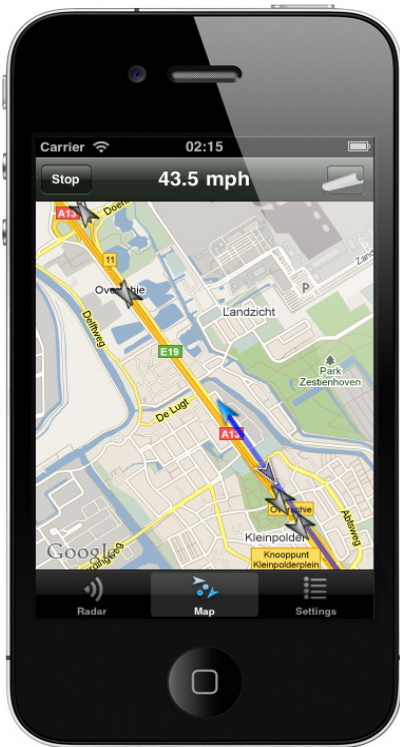 Carrier
02:15
Stop
43.5 mph
A13
11
Overschie
Landzicht
P
Delftweg
E19
Park
Zestienhoven
De Lugt
A13
Overschie
Abtsweg
Kleinpolder
Google
Knooppunt
Kleinpolderplein
Radar
Map
Settings